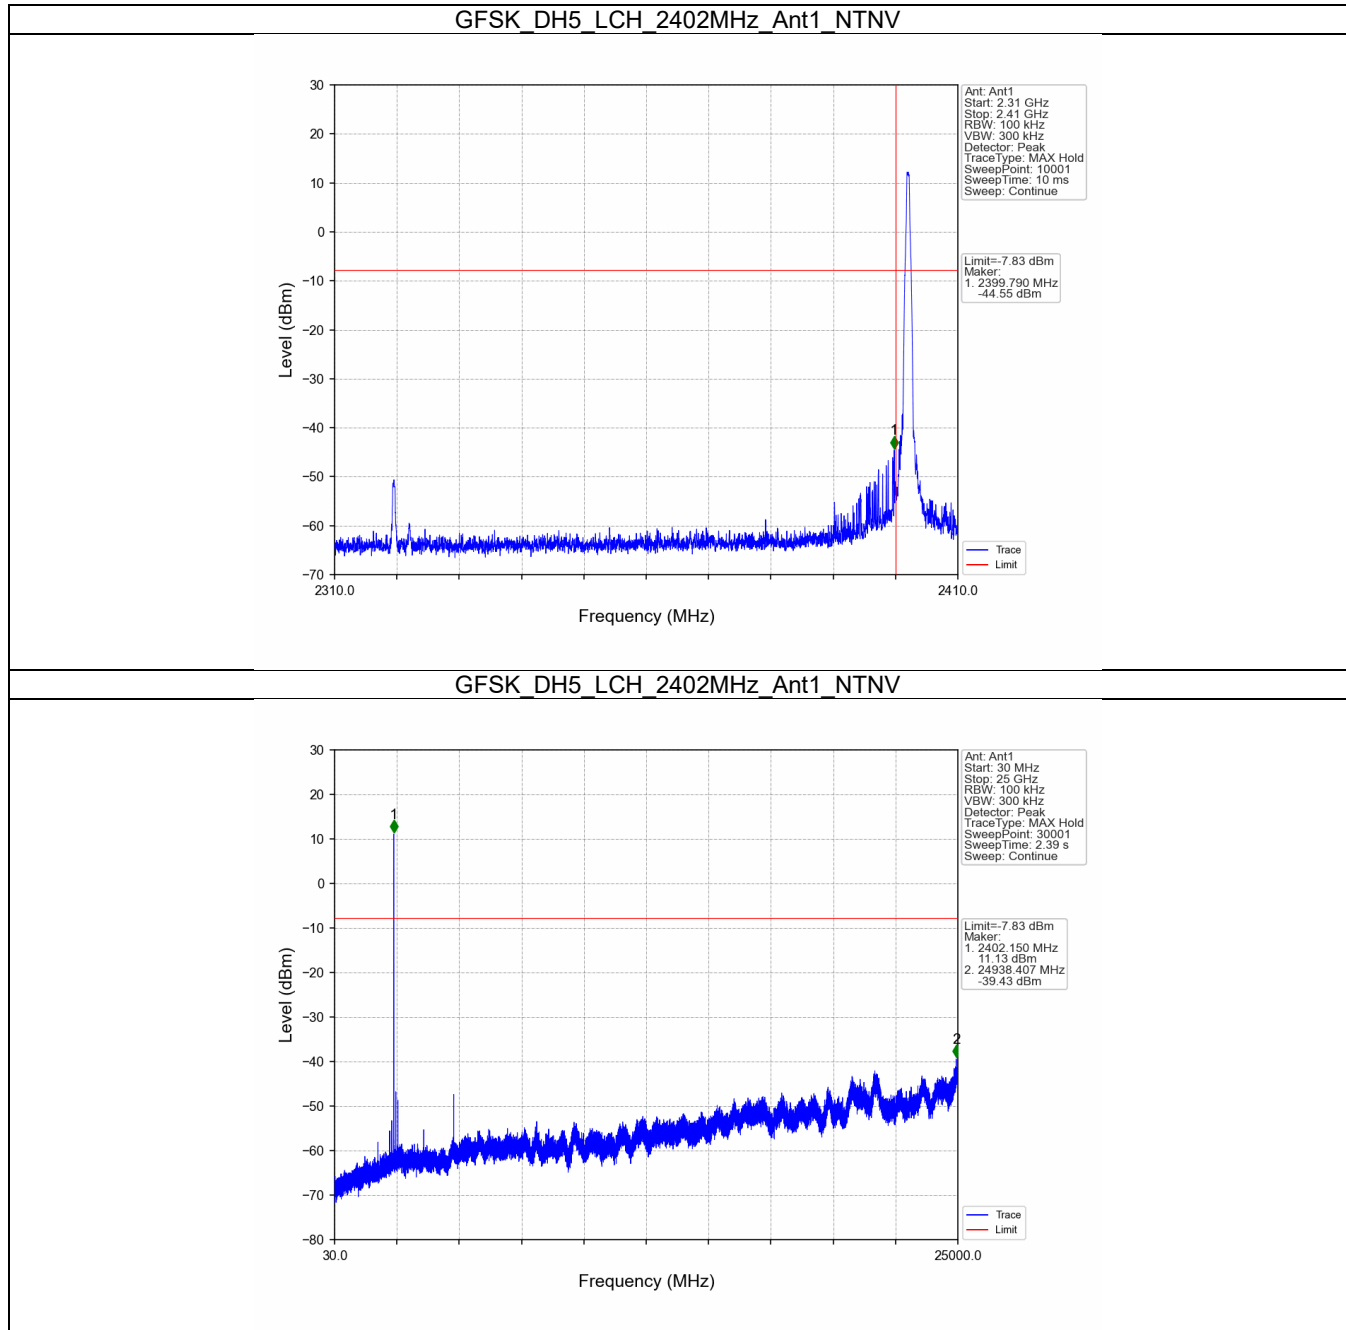 GFSK_DH5_LCH_2402MHz_Ant1_NTNV
30
20
10
0
−10
−20
−30
−40
−50
−60
−70
Level (dBm)
1
2310.0
2410.0
Frequency (MHz)
Ant: Ant1
Start: 2.31 GHz
Stop: 2.41 GHz
RBW: 100 kHz
VBW: 300 kHz
Detector: Peak
TraceType: MAX Hold
SweepPoint: 10001
SweepTime: 10 ms
Sweep: Continue
Limit=-7.83 dBm
Maker:
1. 2399.790 MHz
-44.55 dBm
Trace
Limit
GFSK_DH5_LCH_2402MHz_Ant1_NTNV
30
20
10
0
−10
−20
−30
−40
−50
−60
−70
−80
Level (dBm)
1
2
30.0
25000.0
Frequency (MHz)
Ant: Ant1
Start: 30 MHz
Stop: 25 GHz
RBW: 100 kHz
VBW: 300 kHz
Detector: Peak
TraceType: MAX Hold
SweepPoint: 30001
SweepTime: 2.39 s
Sweep: Continue
Limit=-7.83 dBm
Maker:
1. 2402.150 MHz
11.13 dBm
2. 24938.407 MHz
-39.43 dBm
Trace
Limit